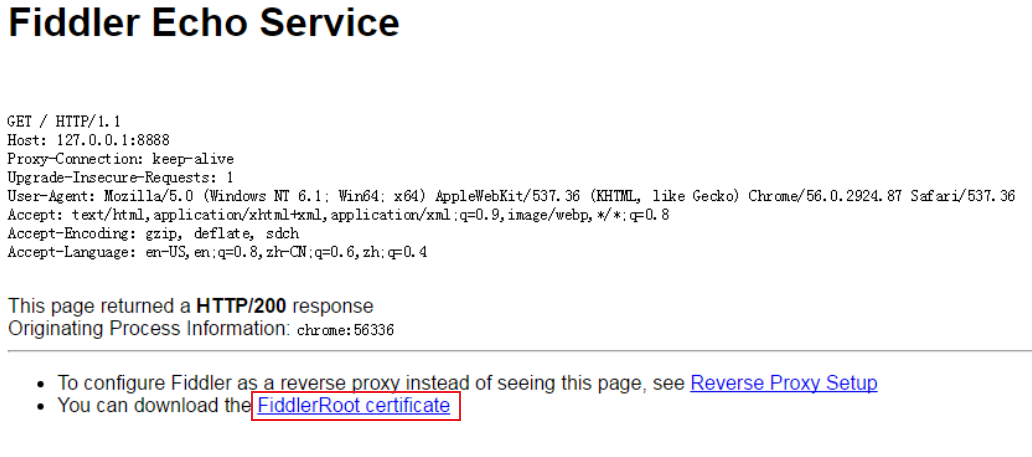 Fiddler Echo Service
GET / HTTP/1.1
Host: 127.0.0.1:8888
Proxy-Connection: keep-alive
Upgrade-Insecure-Requests: 1
User-Agent: Mozilla/5.0 (Windows NT 6.1; Win64; x64) AppleWebKit/537.36 (KHTML, like Gecko) Chrome/56.0.2924.87 Safari/537.36
Accept: text/html,application/xhtml+xml,application/xml;q=0.9,image/webp,*/*;q=0.8
Accept-Encoding: gzip, deflate, sdch
Accept-Language: en-US,en;q=0.8,zh-CN;q=0.6,zh;q=0.4
This page returned a HTTP/200 response
Originating Process Information: chrome:56336
• To configure Fiddler as a reverse proxy instead of seeing this page, see Reverse Proxy Setup
• You can download the FiddlerRoot certificate